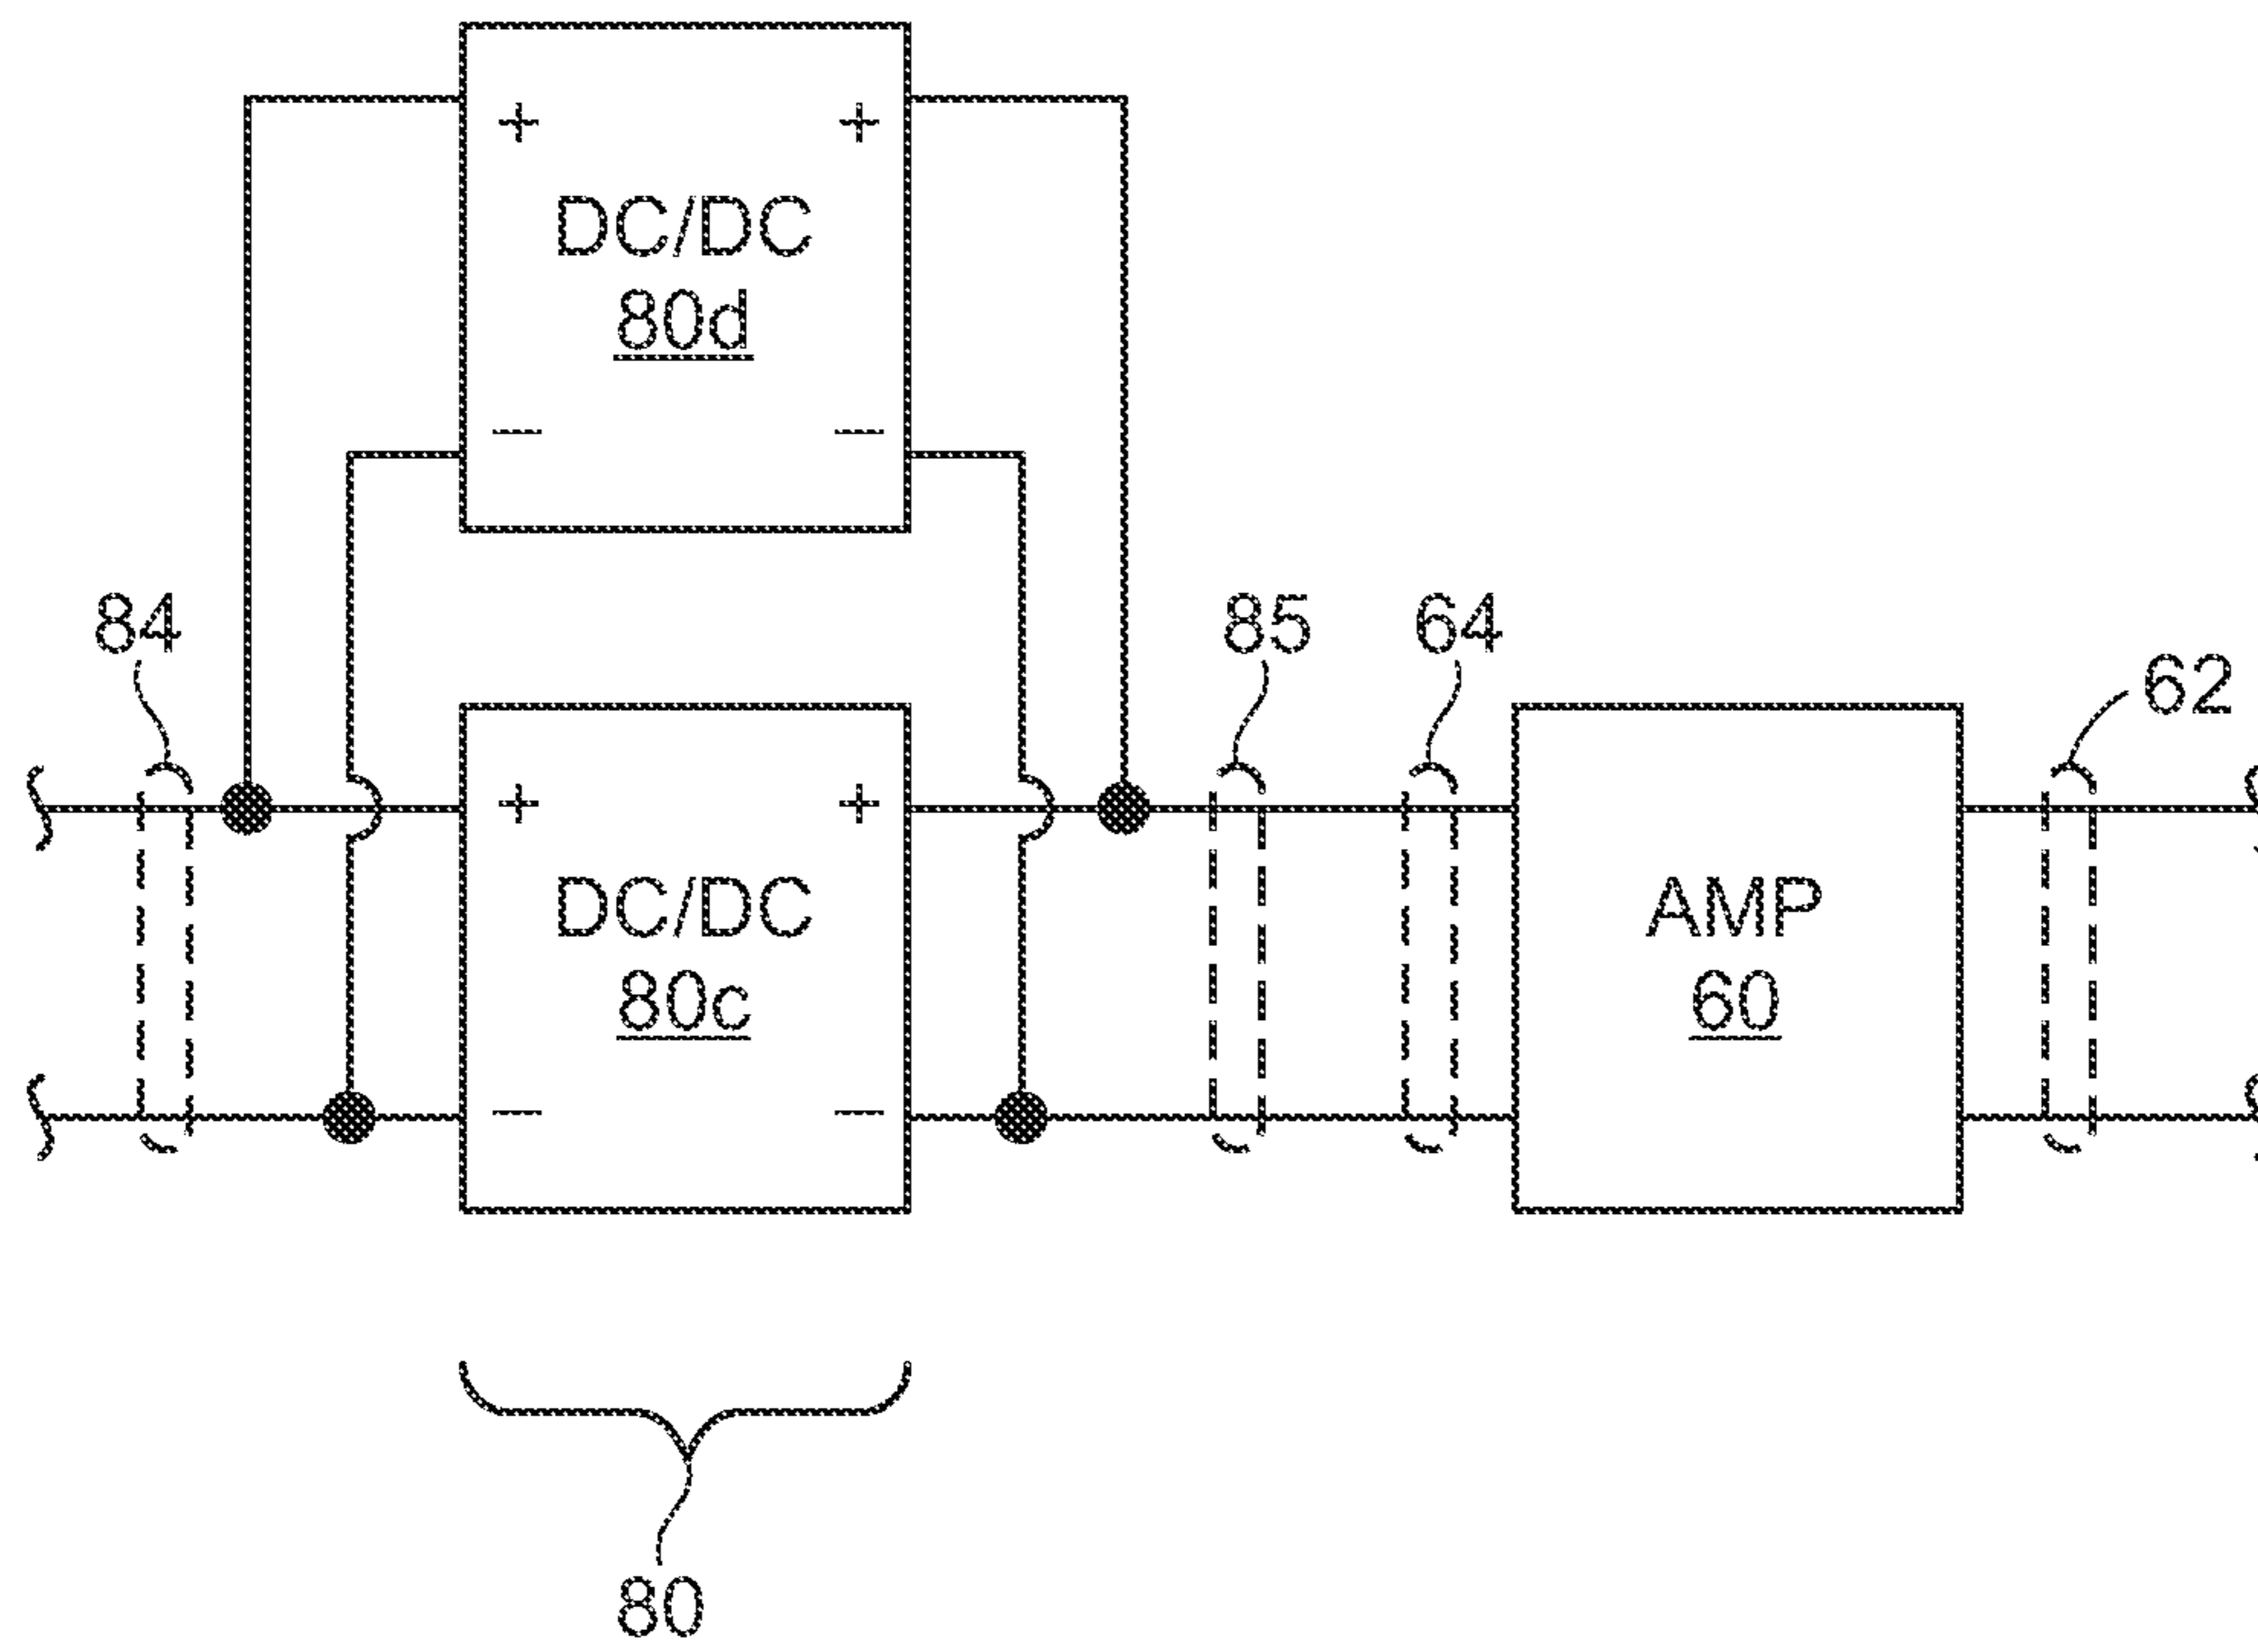 + +
DC/DC
80d
— —
84
85
64
62
+ +
DC/DC
80c
— —
AMP
60
80